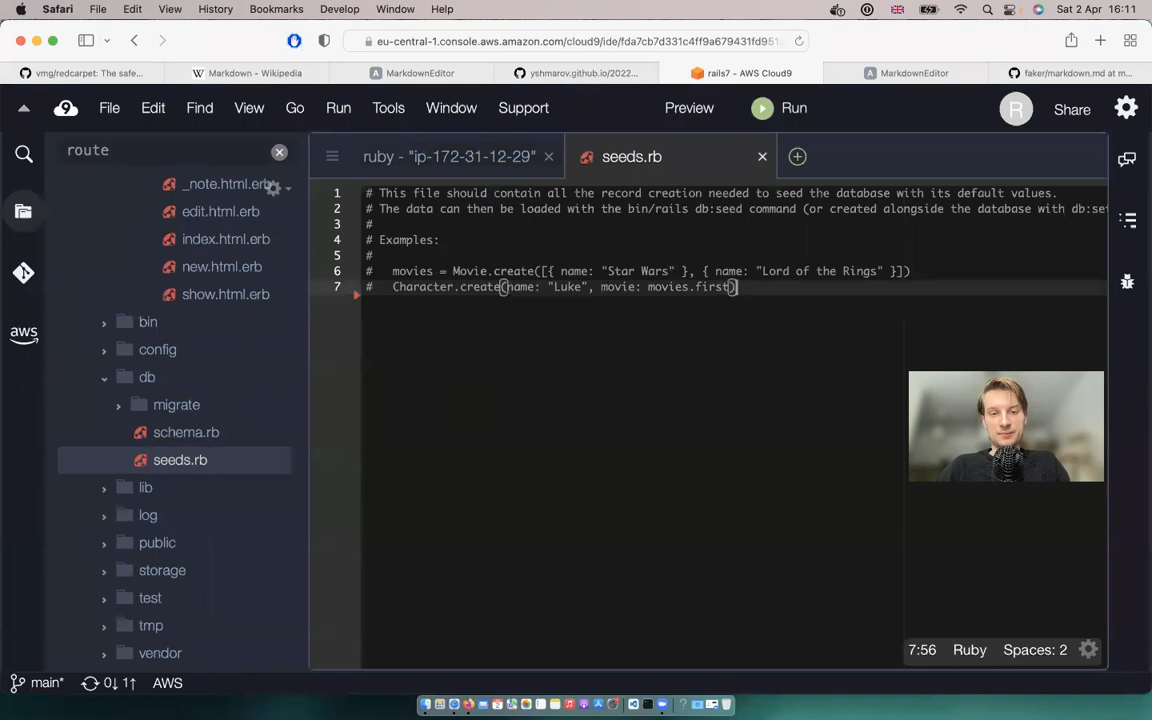 Safari File Edit View History Bookmarks Develop Window Help Sat 2 Apr 16:11
eu-central-1.console.aws.amazon.com/cloud9/ide/fda7cb7d331c4ff9a679431fd951
vmg/redcarpet: The safe... Markdown - Wikipedia MarkdownEditor yshmarov.github.io/2022... rails7 - AWS Cloud9 MarkdownEditor faker/markdown.md at m...
9 File Edit Find View Go Run Tools Window Support Preview Run R Share
route
ruby - "ip-172-31-12-29" seeds.rb
_note.html.erb
edit.html.erb
index.html.erb
new.html.erb
show.html.erb
bin
config
db
migrate
schema.rb
seeds.rb
lib
log
public
storage
test
tmp
vendor
aws
1 # This file should contain all the record creation needed to seed the database with its default values.
2 # The data can then be loaded with the bin/rails db:seed command (or created alongside the database with db:se
3 #
4 # Examples:
5 #
6 #   movies = Movie.create([{ name: "Star Wars" }, { name: "Lord of the Rings" }])
7 #   Character.create(name: "Luke", movie: movies.first)
7:56 Ruby Spaces: 2
main* 0↓ 1↑ AWS